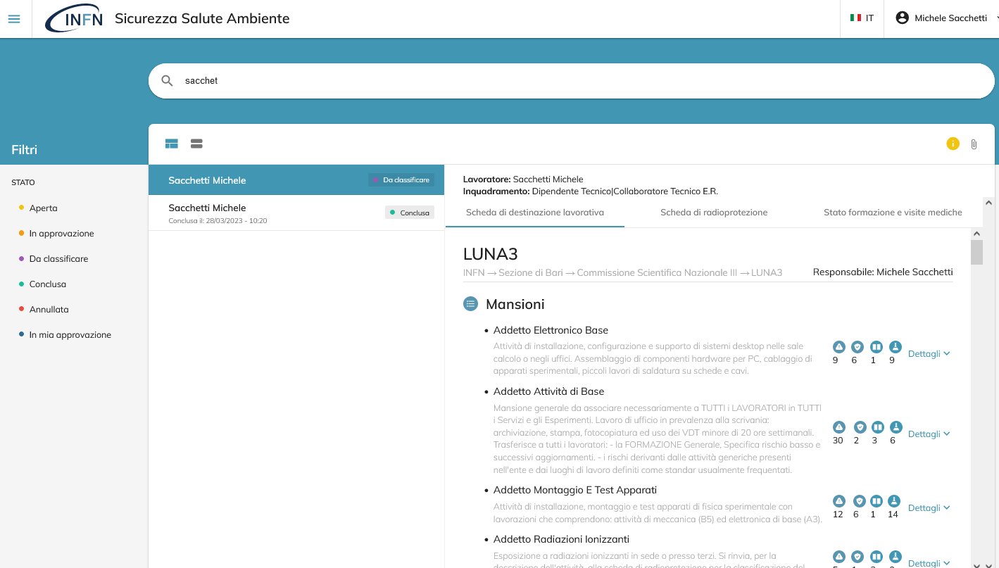 INFN
Sicurezza Salute Ambiente
IT
Michele Sacchetti
sacchet
Filtri
STATO
Aperta
In approvazione
Da classificare
Conclusa
Annullata
In mia approvazione
Sacchetti Michele
Da classificare
Sacchetti Michele
Conclusa il: 28/03/2023 - 10:20
Conclusa
Lavoratore: Sacchetti Michele
Inquadramento: Dipendente Tecnico|Collaboratore Tecnico E.R.
Scheda di destinazione lavorativa
Scheda di radioprotezione
Stato formazione e visite mediche
LUNA3
INFN → Sezione di Bari → Commissione Scientifica Nazionale III → LUNA3
Responsabile: Michele Sacchetti
Mansioni
• Addetto Elettronico Base
Attività di installazione, configurazione e supporto di sistemi desktop nelle sale
calcolo o negli uffici. Assemblaggio di componenti hardware per PC, cablaggio di
apparati sperimentali, piccoli lavori di saldatura su schede e cavi.
9 6 1 9
Dettagli
• Addetto Attività di Base
Mansione generale da associare necessariamente a TUTTI i LAVORATORI in TUTTI
i Servizi e gli Esperimenti. Lavoro di ufficio in prevalenza alla scrivania:
archiviazione, stampa, fotocopiatura ed uso dei VDT minore di 20 ore settimanali.
Trasferisce a tutti i lavoratori: - la FORMAZIONE Generale, Specifica rischio basso e
successivi aggiornamenti. - i rischi derivanti dalle attività generiche presenti
nell'ente e dai luoghi di lavoro definiti come standar usualmente frequentati.
30 2 3 6
Dettagli
• Addetto Montaggio E Test Apparati
Attività di installazione, montaggio e test apparati di fisica sperimentale con
lavorazioni che comprendono: attività di meccanica (B5) ed elettronica di base (A3).
12 6 1 14
Dettagli
• Addetto Radiazioni Ionizzanti
Esposizione a radiazioni ionizzanti in sede o presso terzi. Si rinvia, per la
descrizione dell'attività, alla scheda di radioprotezione per la classificazione del
Dettagli